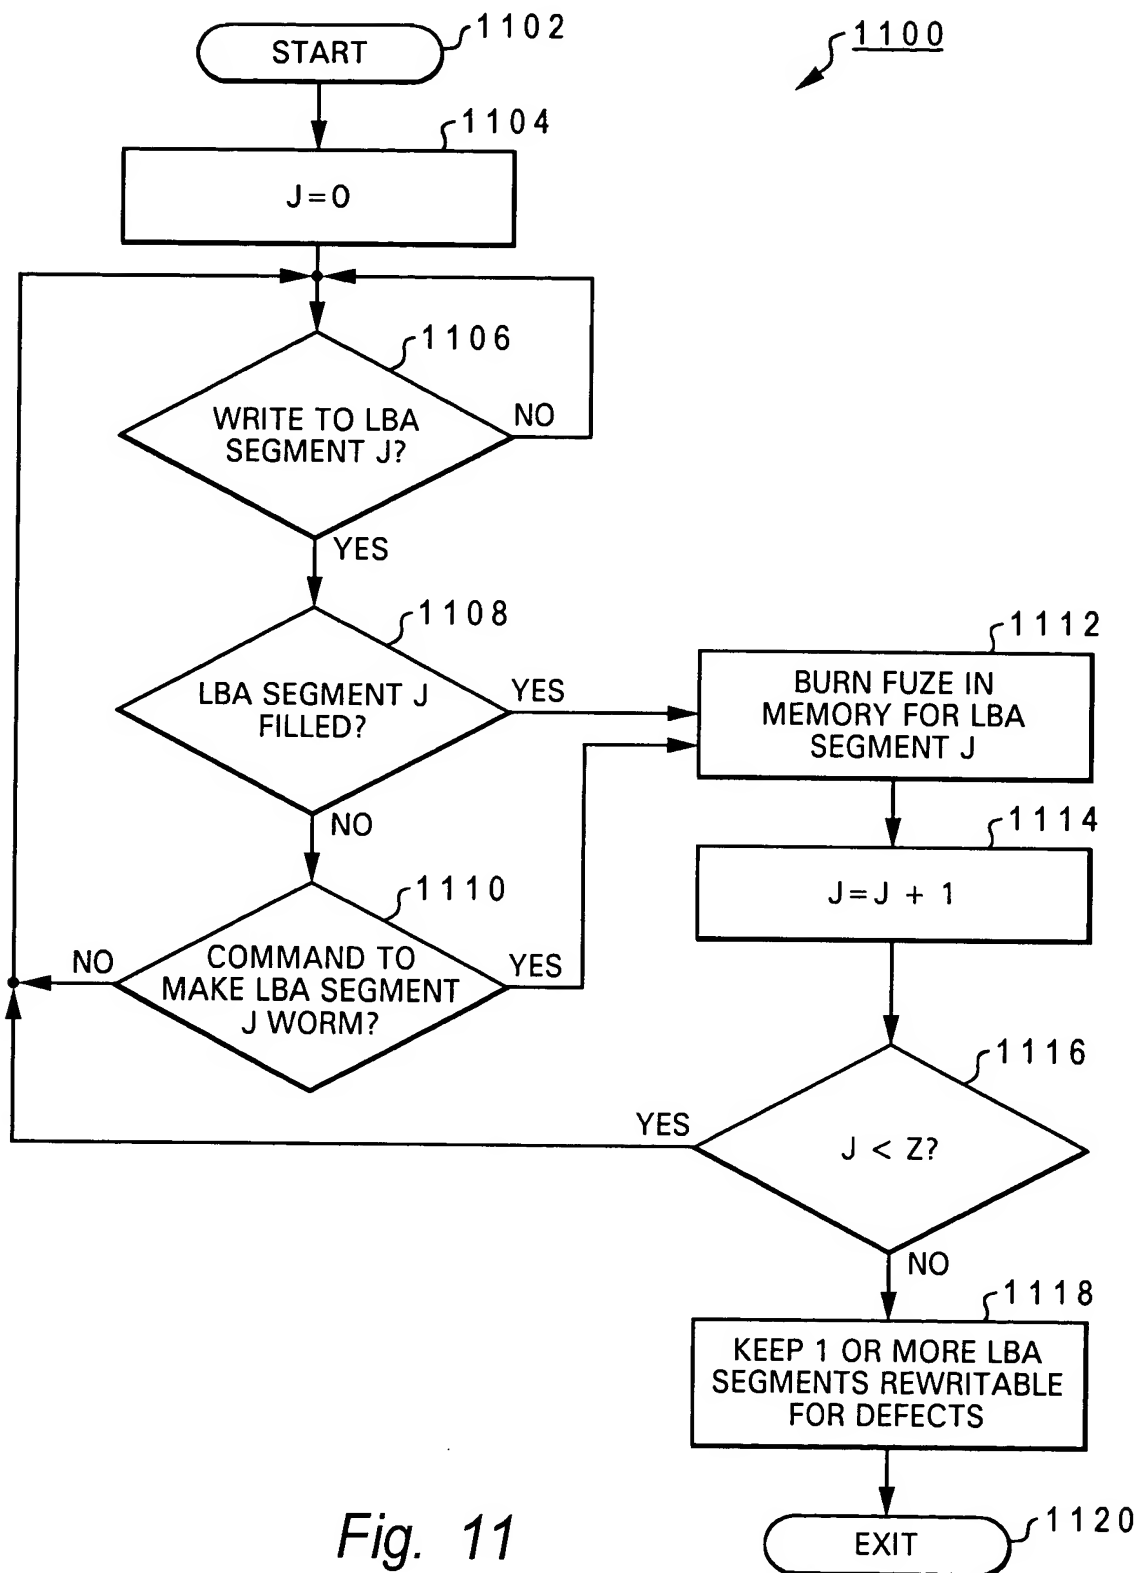 START
1102
1100
1104
J=0
1106
WRITE TO LBA
SEGMENT J?
NO
YES
1108
LBA SEGMENT J
FILLED?
YES
NO
1110
COMMAND TO
MAKE LBA SEGMENT
J WORM?
NO
YES
1112
BURN FUZE IN
MEMORY FOR LBA
SEGMENT J
1114
J=J + 1
1116
J < Z?
YES
NO
1118
KEEP 1 OR MORE LBA
SEGMENTS REWRITABLE
FOR DEFECTS
EXIT
1120
Fig. 11